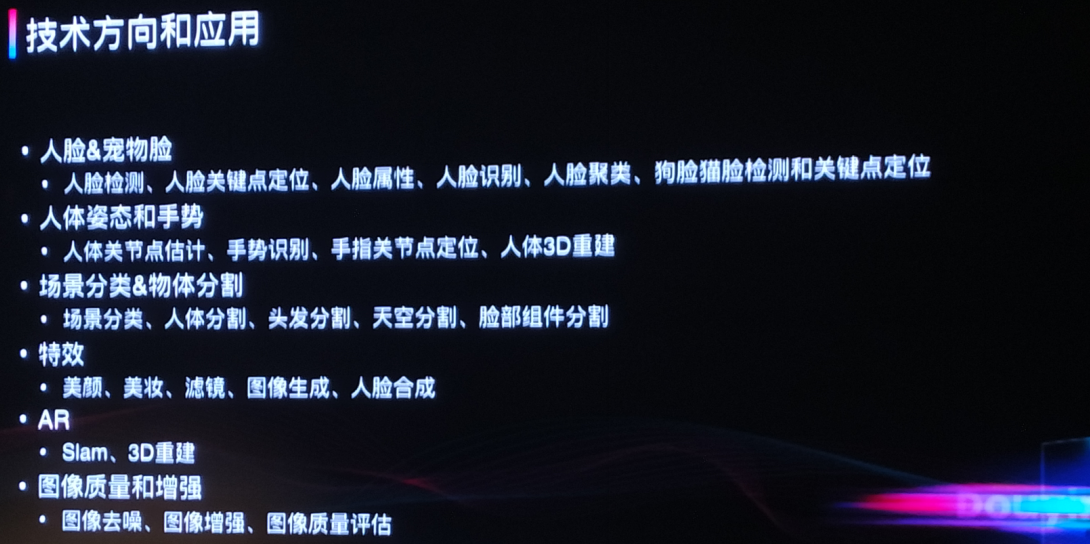 技术方向和应用
• 人脸&宠物脸
• 人脸检测、人脸关键点定位、人脸属性、人脸识别、人脸聚类、狗脸猫脸检测和关键点定位
• 人体姿态和手势
• 人体关节点估计、手势识别、手指关节点定位、人体3D重建
• 场景分类&物体分割
• 场景分类、人体分割、头发分割、天空分割、脸部组件分割
• 特效
• 美颜、美妆、滤镜、图像生成、人脸合成
• AR
• Slam、3D重建
• 图像质量和增强
• 图像去噪、图像增强、图像质量评估